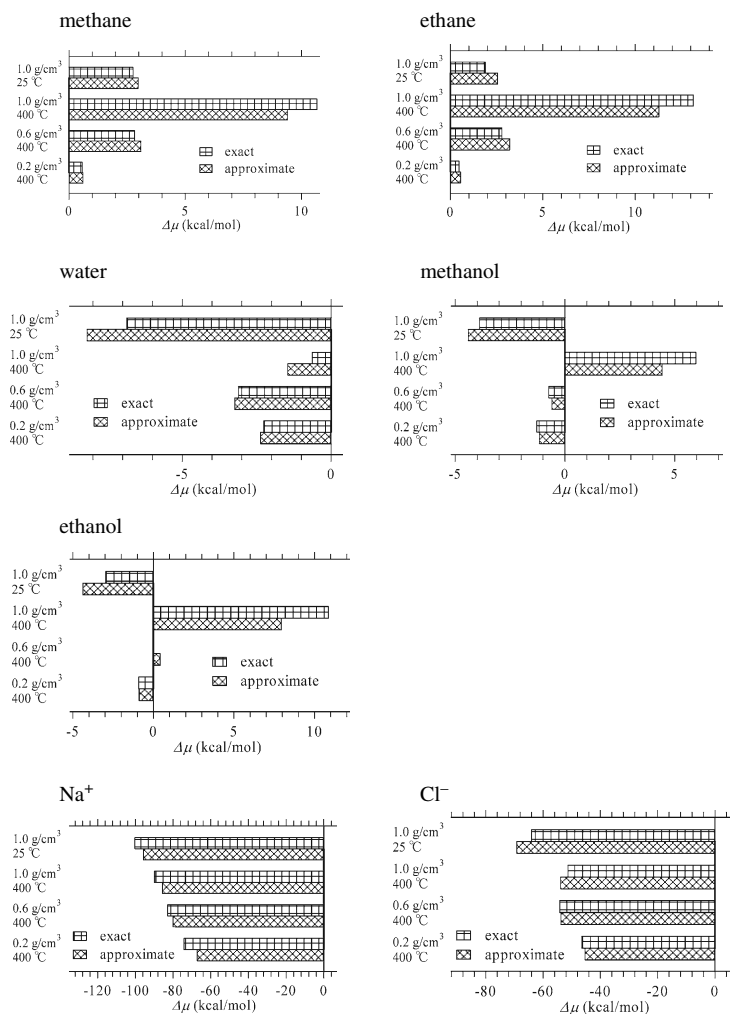 methane
1.0 g/cm³
25 ℃
1.0 g/cm³
400 ℃
0.6 g/cm³
400 ℃
0.2 g/cm³
400 ℃
exact
approximate
0 5 10
Δμ (kcal/mol)
ethane
1.0 g/cm³
25 ℃
1.0 g/cm³
400 ℃
0.6 g/cm³
400 ℃
0.2 g/cm³
400 ℃
exact
approximate
0 5 10
Δμ (kcal/mol)
water
1.0 g/cm³
25 ℃
1.0 g/cm³
400 ℃
0.6 g/cm³
400 ℃
0.2 g/cm³
400 ℃
exact
approximate
-5 0
Δμ (kcal/mol)
methanol
1.0 g/cm³
25 ℃
1.0 g/cm³
400 ℃
0.6 g/cm³
400 ℃
0.2 g/cm³
400 ℃
exact
approximate
-5 0 5
Δμ (kcal/mol)
ethanol
1.0 g/cm³
25 ℃
1.0 g/cm³
400 ℃
0.6 g/cm³
400 ℃
0.2 g/cm³
400 ℃
exact
approximate
-5 0 5 10
Δμ (kcal/mol)
Na⁺
1.0 g/cm³
25 ℃
1.0 g/cm³
400 ℃
0.6 g/cm³
400 ℃
0.2 g/cm³
400 ℃
exact
approximate
-120 -100 -80 -60 -40 -20 0
Δμ (kcal/mol)
Cl⁻
1.0 g/cm³
25 ℃
1.0 g/cm³
400 ℃
0.6 g/cm³
400 ℃
0.2 g/cm³
400 ℃
exact
approximate
-80 -60 -40 -20 0
Δμ (kcal/mol)